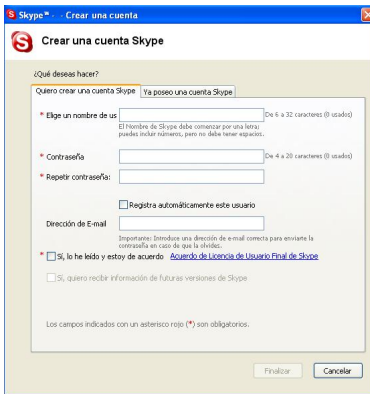 Skype™ - Crear una cuenta
Crear una cuenta Skype
¿Qué deseas hacer?
Quiero crear una cuenta Skype Ya poseo una cuenta Skype
* Elige un nombre de us De 6 a 32 caracteres (0 usados)
El Nombre de Skype debe comenzar por una letra;
puedes incluir números, pero no debe tener espacios.
* Contraseña De 4 a 20 caracteres (0 usados)
* Repetir contraseña:
Registra automáticamente este usuario
Dirección de E-mail
Importante: Introduce una dirección de e-mail correcta para enviarte la
contraseña en caso de que la olvides.
* Sí, lo he leído y estoy de acuerdo Acuerdo de Licencia de Usuario Final de Skype
Sí, quiero recibir información de futuras versiones de Skype
Los campos indicados con un asterisco rojo (*) son obligatorios.
Finalizar Cancelar